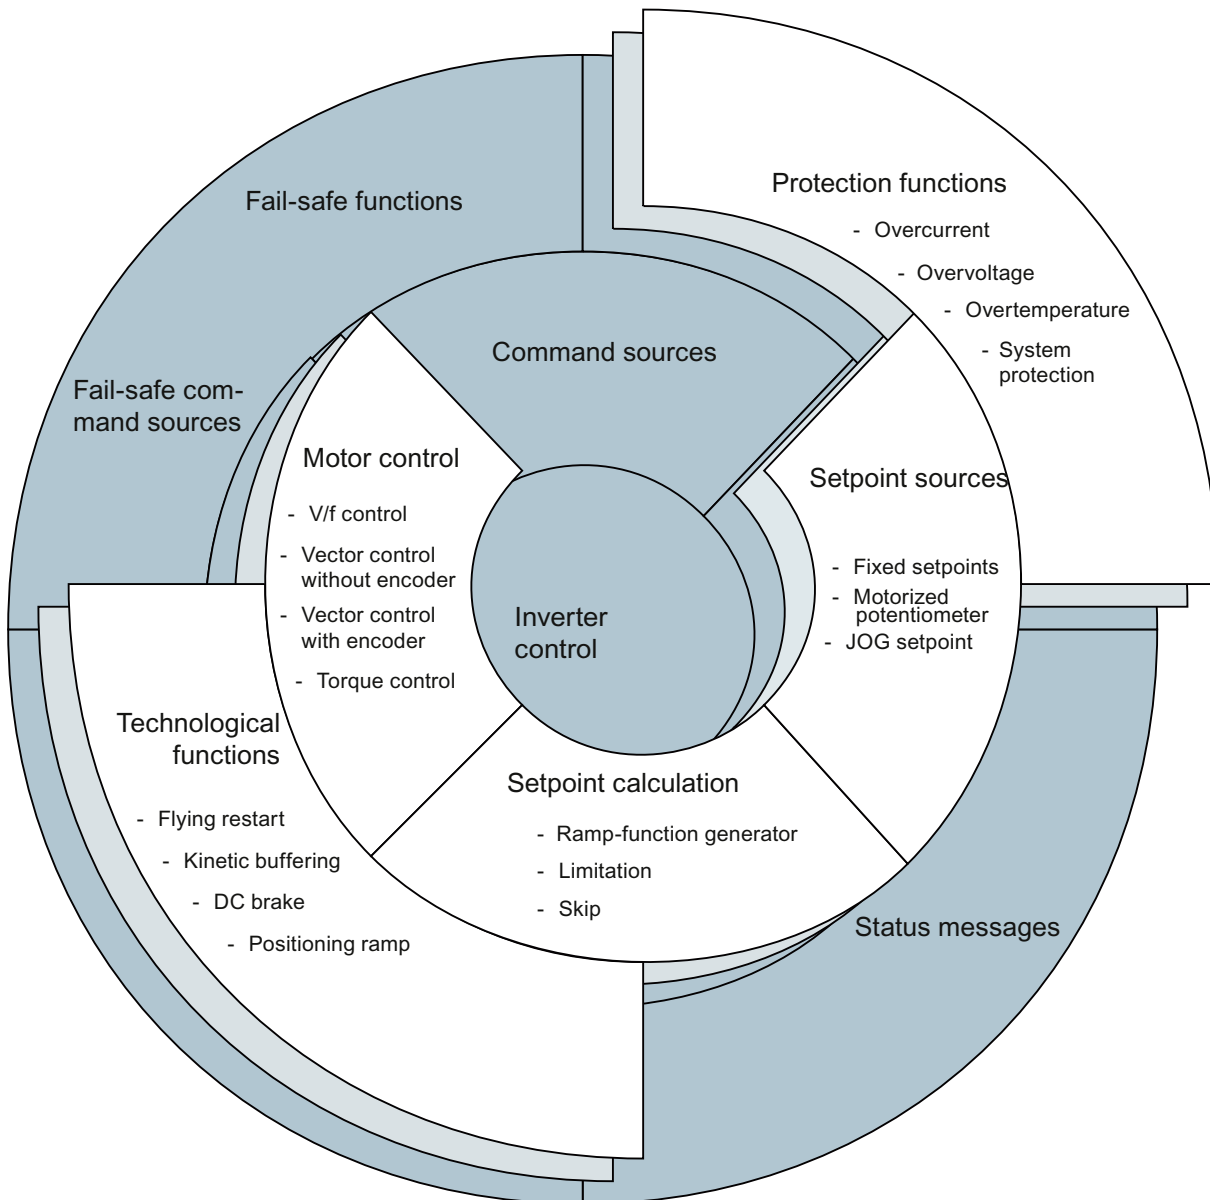 Protection functions
- Overcurrent
- Overvoltage
- Overtemperature
- System
protection
Fail-safe functions
Fail-safe com-
mand sources
Command sources
Motor control
- V/f control
- Vector control
without encoder
- Vector control
with encoder
- Torque control
Setpoint sources
- Fixed setpoints
- Motorized
potentiometer
- JOG setpoint
Inverter
control
Technological
functions
- Flying restart
- Kinetic buffering
- DC brake
- Positioning ramp
Setpoint calculation
- Ramp-function generator
- Limitation
- Skip
Status messages